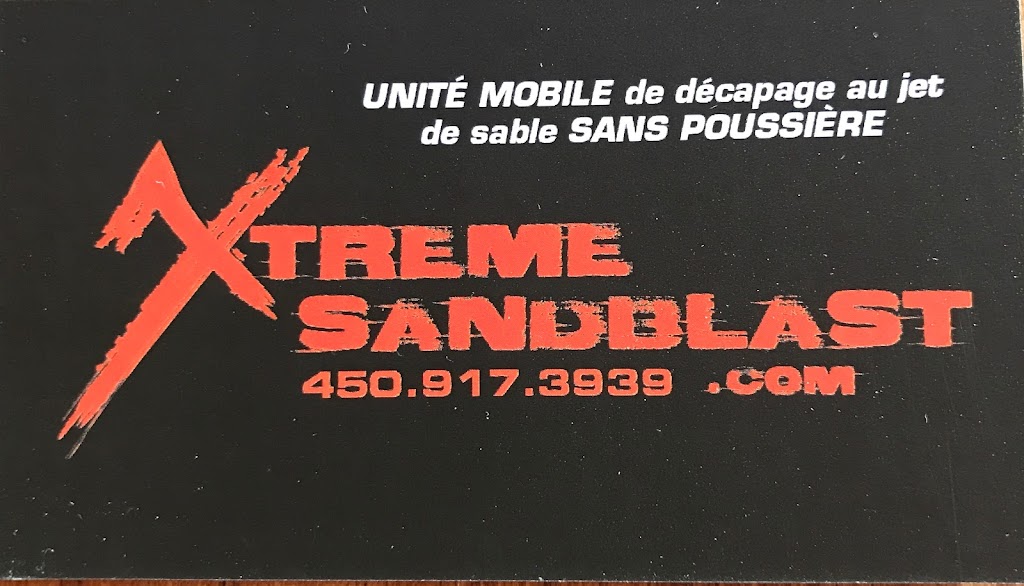 UNITÉ MOBILE de décapage au jet
de sable SANS POUSSIÈRE
XTREME
SANDBLAST
450.917.3939 .COM